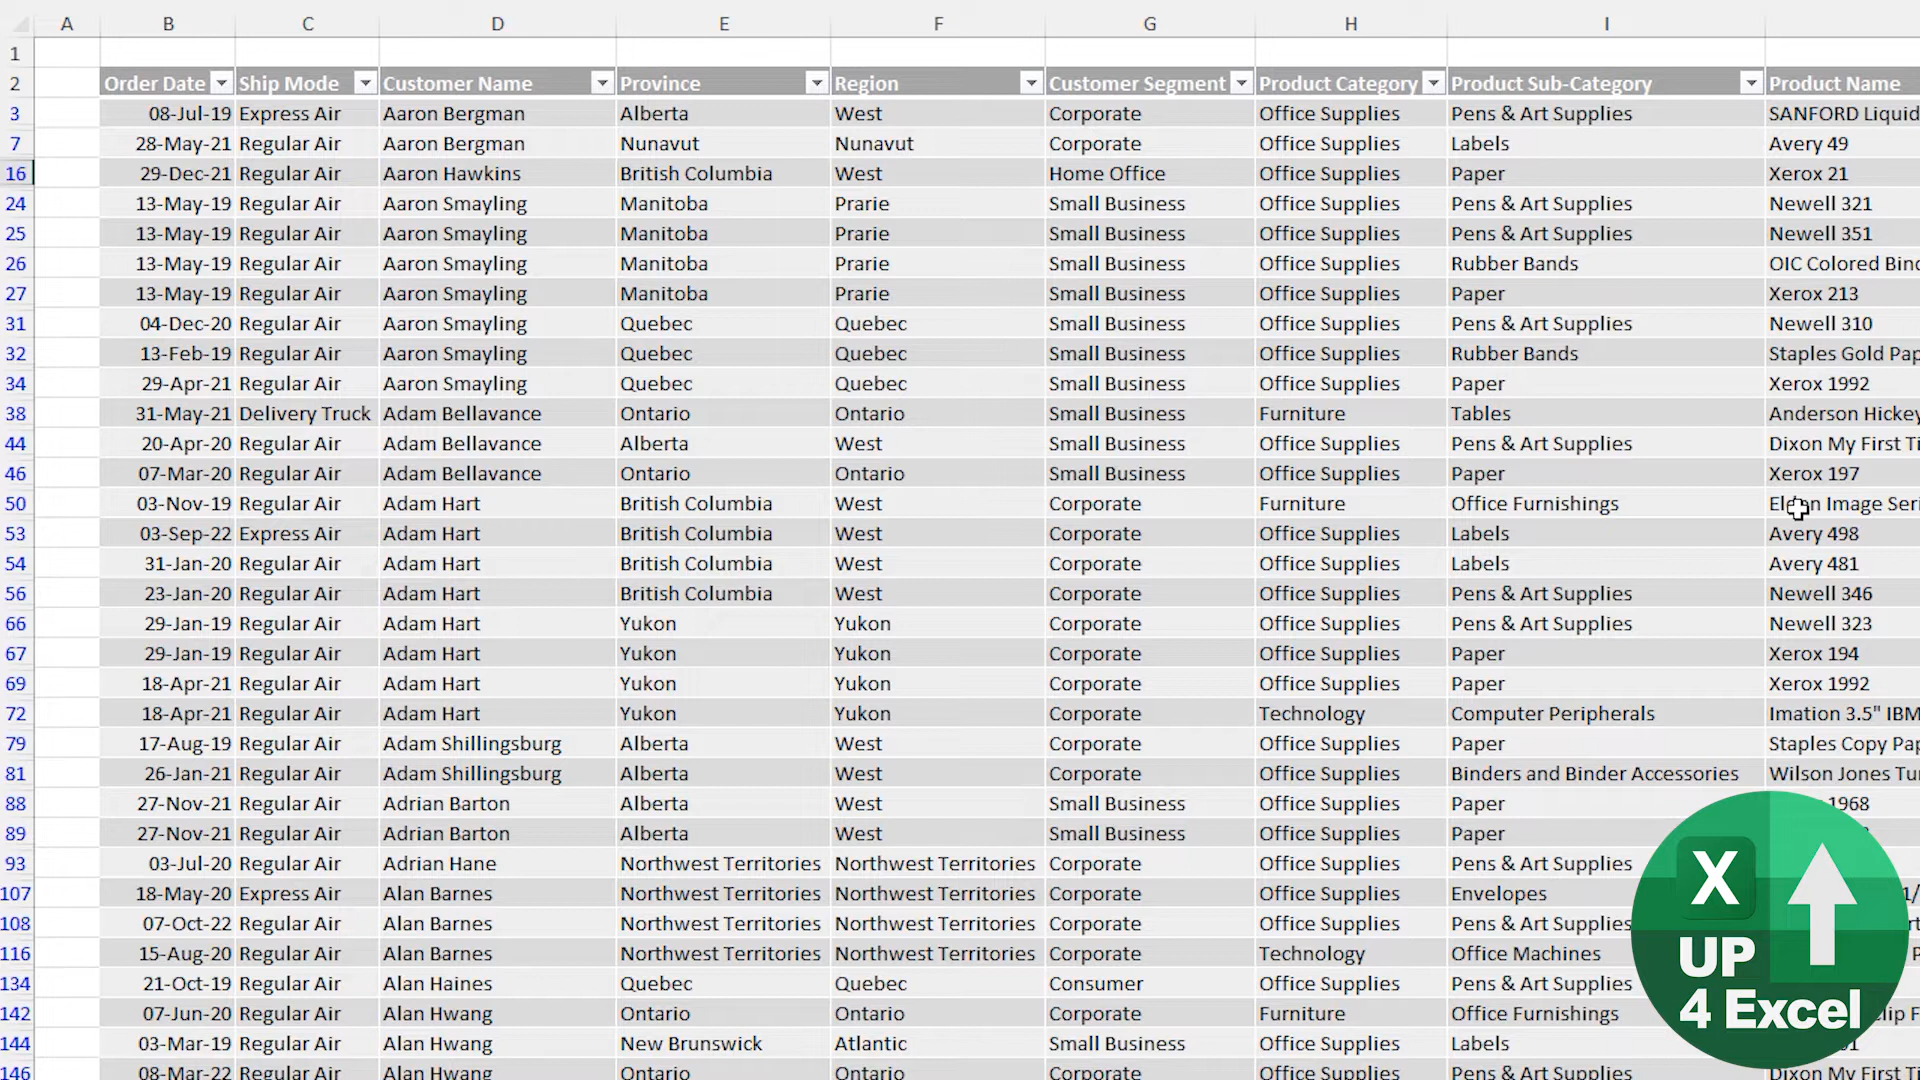 A B C D E F G H I
1
2 Order Date Ship Mode Customer Name Province Region Customer Segment Product Category Product Sub-Category Product Name
3 08-Jul-19 Express Air Aaron Bergman Alberta West Corporate Office Supplies Pens & Art Supplies SANFORD Liquid
7 28-May-21 Regular Air Aaron Bergman Nunavut Nunavut Corporate Office Supplies Labels Avery 49
16 29-Dec-21 Regular Air Aaron Hawkins British Columbia West Home Office Office Supplies Paper Xerox 21
24 13-May-19 Regular Air Aaron Smayling Manitoba Prarie Small Business Office Supplies Pens & Art Supplies Newell 321
25 13-May-19 Regular Air Aaron Smayling Manitoba Prarie Small Business Office Supplies Pens & Art Supplies Newell 351
26 13-May-19 Regular Air Aaron Smayling Manitoba Prarie Small Business Office Supplies Rubber Bands OIC Colored Bind
27 13-May-19 Regular Air Aaron Smayling Manitoba Prarie Small Business Office Supplies Paper Xerox 213
31 04-Dec-20 Regular Air Aaron Smayling Quebec Quebec Small Business Office Supplies Pens & Art Supplies Newell 310
32 13-Feb-19 Regular Air Aaron Smayling Quebec Quebec Small Business Office Supplies Rubber Bands Staples Gold Pap
34 29-Apr-21 Regular Air Aaron Smayling Quebec Quebec Small Business Office Supplies Paper Xerox 1992
38 31-May-21 Delivery Truck Adam Bellavance Ontario Ontario Small Business Furniture Tables Anderson Hickey
44 20-Apr-20 Regular Air Adam Bellavance Alberta West Small Business Office Supplies Pens & Art Supplies Dixon My First Ti
46 07-Mar-20 Regular Air Adam Bellavance Ontario Ontario Small Business Office Supplies Paper Xerox 197
50 03-Nov-19 Regular Air Adam Hart British Columbia West Corporate Furniture Office Furnishings Image Seri
53 03-Sep-22 Express Air Adam Hart British Columbia West Corporate Office Supplies Labels Avery 498
54 31-Jan-20 Regular Air Adam Hart British Columbia West Corporate Office Supplies Labels Avery 481
56 23-Jan-20 Regular Air Adam Hart British Columbia West Corporate Office Supplies Pens & Art Supplies Newell 346
66 29-Jan-19 Regular Air Adam Hart Yukon Yukon Corporate Office Supplies Pens & Art Supplies Newell 323
67 29-Jan-19 Regular Air Adam Hart Yukon Yukon Corporate Office Supplies Paper Xerox 194
69 18-Apr-21 Regular Air Adam Hart Yukon Yukon Corporate Office Supplies Paper Xerox 1992
72 18-Apr-21 Regular Air Adam Hart Yukon Yukon Corporate Technology Computer Peripherals Imation 3.5" IBM
79 17-Aug-19 Regular Air Adam Shillingsburg Alberta West Corporate Office Supplies Paper Staples Copy Pap
81 26-Jan-21 Regular Air Adam Shillingsburg Alberta West Corporate Office Supplies Binders and Binder Accessories Wilson Jones Tu
88 27-Nov-21 Regular Air Adrian Barton Alberta West Small Business Office Supplies Paper 1968
89 27-Nov-21 Regular Air Adrian Barton Alberta West Small Business Office Supplies Paper
93 03-Jul-20 Regular Air Adrian Hane Northwest Territories Northwest Territories Corporate Office Supplies Pens & Art Supplies
107 18-May-20 Express Air Alan Barnes Northwest Territories Northwest Territories Corporate Office Supplies Envelopes
108 07-Oct-22 Regular Air Alan Barnes Northwest Territories Northwest Territories Corporate Office Supplies Pens & Art Supplies
116 15-Aug-20 Regular Air Alan Barnes Northwest Territories Northwest Territories Corporate Technology Office Machines
134 21-Oct-19 Regular Air Alan Haines Quebec Quebec Consumer Office Supplies Pens & Art Supplies
142 07-Jun-20 Regular Air Alan Hwang Ontario Ontario Corporate Furniture Office Furnishings
144 03-Mar-19 Regular Air Alan Hwang New Brunswick Atlantic Small Business Office Supplies Labels
146 08-Mar-22 Regular Air Alan Hwang Ontario Ontario Corporate Office Supplies Pens & Art Supplies Dixon My First Ti
X
UP
4 Excel